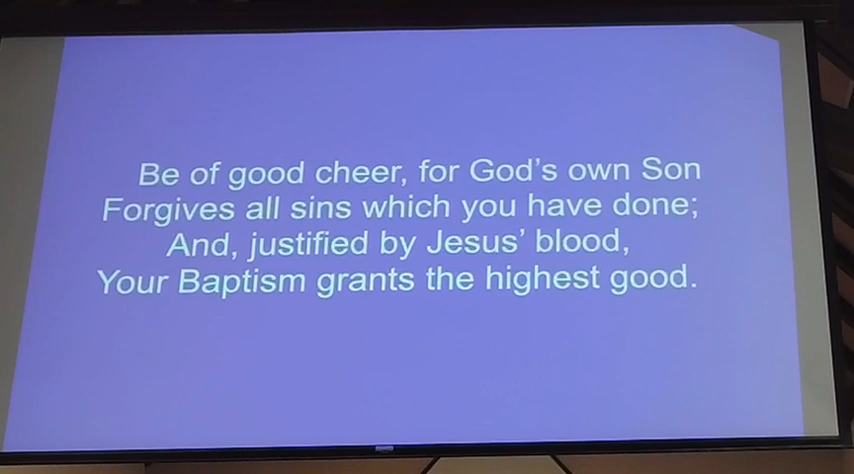 Be of good cheer, for God's own Son
Forgives all sins which you have done;
And, justified by Jesus' blood,
Your Baptism grants the highest good.